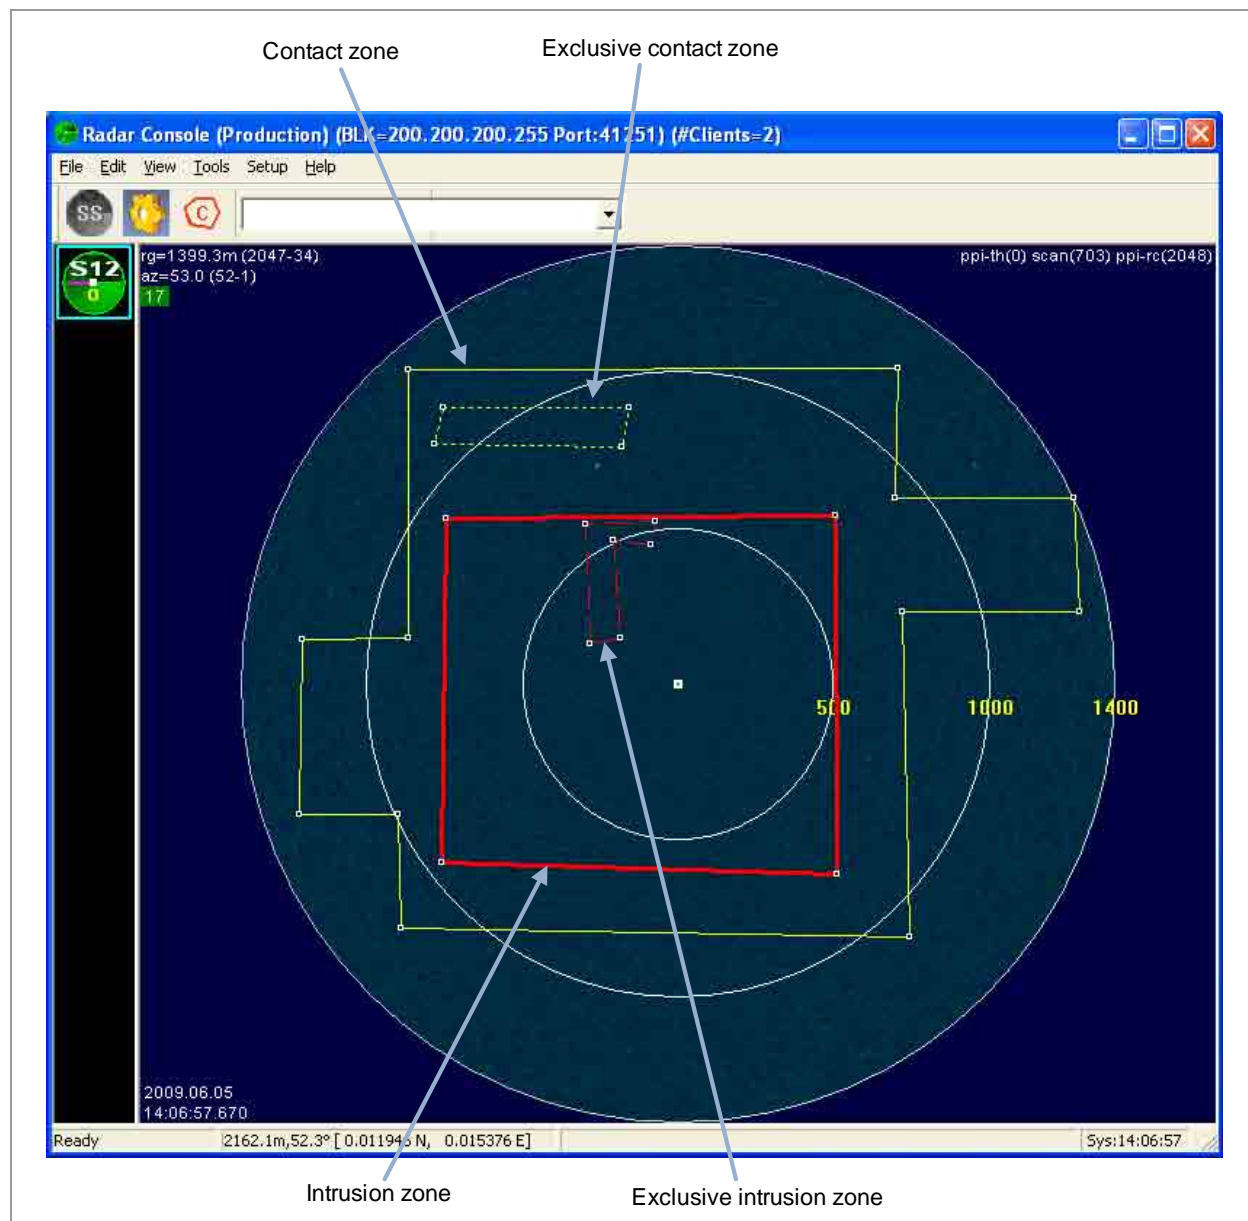 Contact zone
Exclusive contact zone
Radar Console (Production) (BLK=200.200.200.255 Port:41251) (#Clients=2)
File Edit View Tools Setup Help
SS
C
S12
0
rg=1399.3m (2047-34)
az=53.0 (52-1)
17
ppi-th(0) scan(703) ppi-rc(2048)
500 1000 1400
2009.06.05
14:06:57.670
Ready 2162.1m,52.3° [ 0.011946 N, 0.015376 E] Sys:14:06:57
Intrusion zone
Exclusive intrusion zone